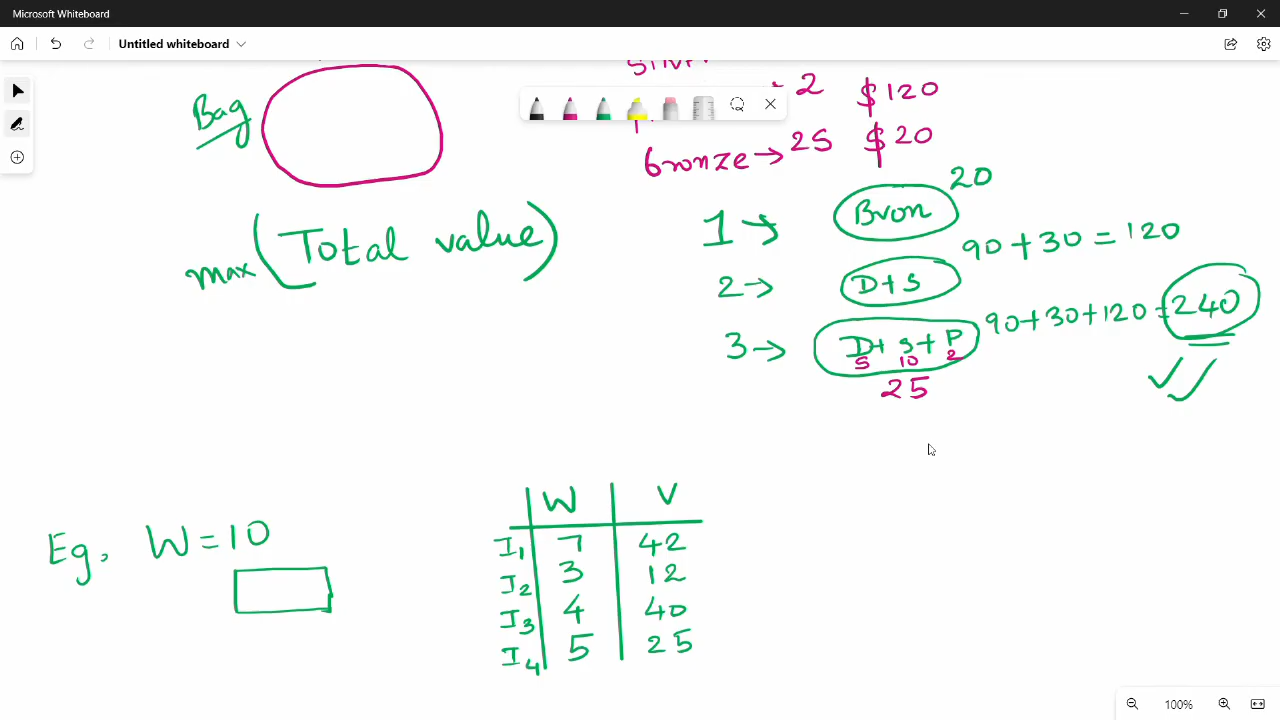 Microsoft Whiteboard
Untitled whiteboard
Bag
→ 2 $120
bronze → 25 $20
max (Total value)
1 → Bron 20
2 → D+S 90+30=120
3 → D+S+P 90+30+120=240
5 10 2
25
Eg, W=10
W V
I1 7 42
I2 3 12
I3 4 40
I4 5 25
100%